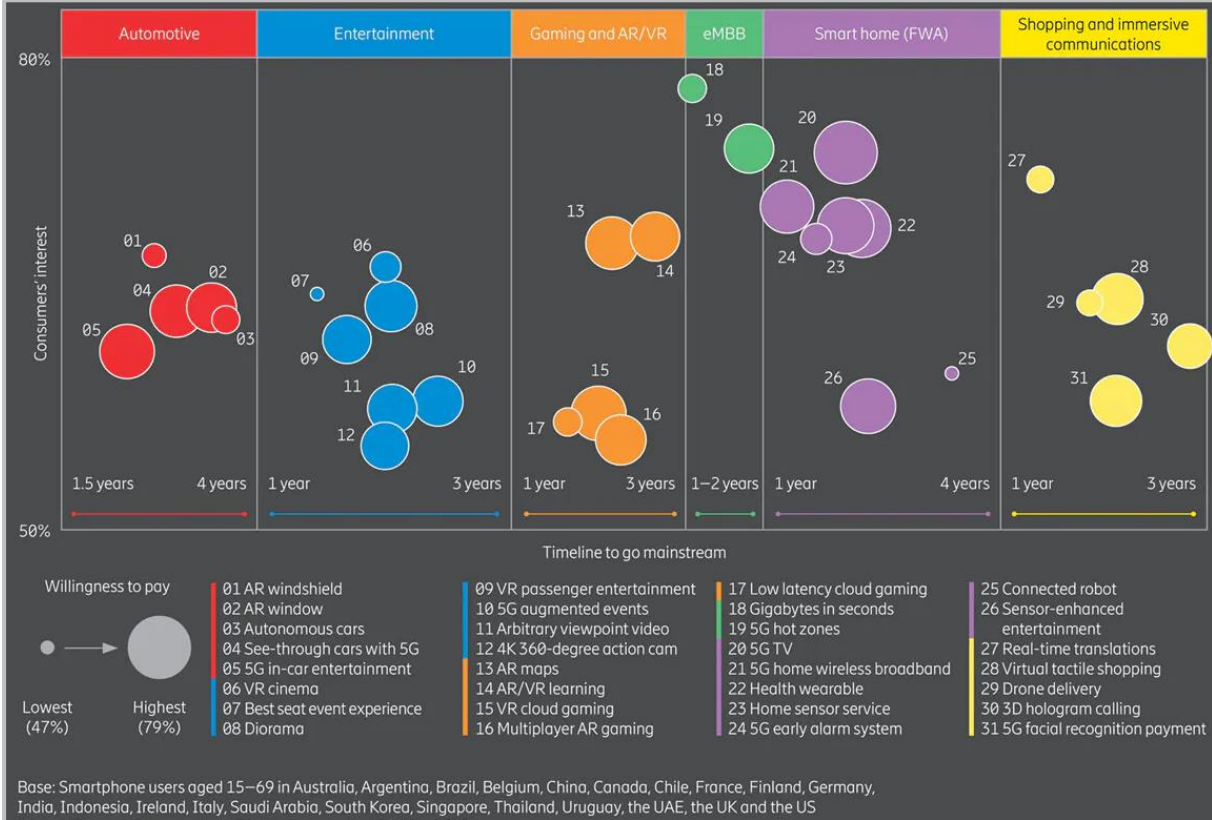 Automotive
Entertainment
Gaming and AR/VR
eMBB
Smart home (FWA)
Shopping and immersive
communications
80%
Consumers' interest
50%
01
02
04
03
05
06
07
08
09
10
11
12
13
14
15
17
16
18
19
20
21
22
24
23
25
26
27
28
29
30
31
1.5 years
4 years
1 year
3 years
1 year
3 years
1–2 years
1 year
4 years
1 year
3 years
Timeline to go mainstream
Willingness to pay
Lowest
(47%)
Highest
(79%)
01 AR windshield
02 AR window
03 Autonomous cars
04 See-through cars with 5G
05 5G in-car entertainment
06 VR cinema
07 Best seat event experience
08 Diorama
09 VR passenger entertainment
10 5G augmented events
11 Arbitrary viewpoint video
12 4K 360-degree action cam
13 AR maps
14 AR/VR learning
15 VR cloud gaming
16 Multiplayer AR gaming
17 Low latency cloud gaming
18 Gigabytes in seconds
19 5G hot zones
20 5G TV
21 5G home wireless broadband
22 Health wearable
23 Home sensor service
24 5G early alarm system
25 Connected robot
26 Sensor-enhanced
entertainment
27 Real-time translations
28 Virtual tactile shopping
29 Drone delivery
30 3D hologram calling
31 5G facial recognition payment
Base: Smartphone users aged 15–69 in Australia, Argentina, Brazil, Belgium, China, Canada, Chile, France, Finland, Germany,
India, Indonesia, Ireland, Italy, Saudi Arabia, South Korea, Singapore, Thailand, Uruguay, the UAE, the UK and the US